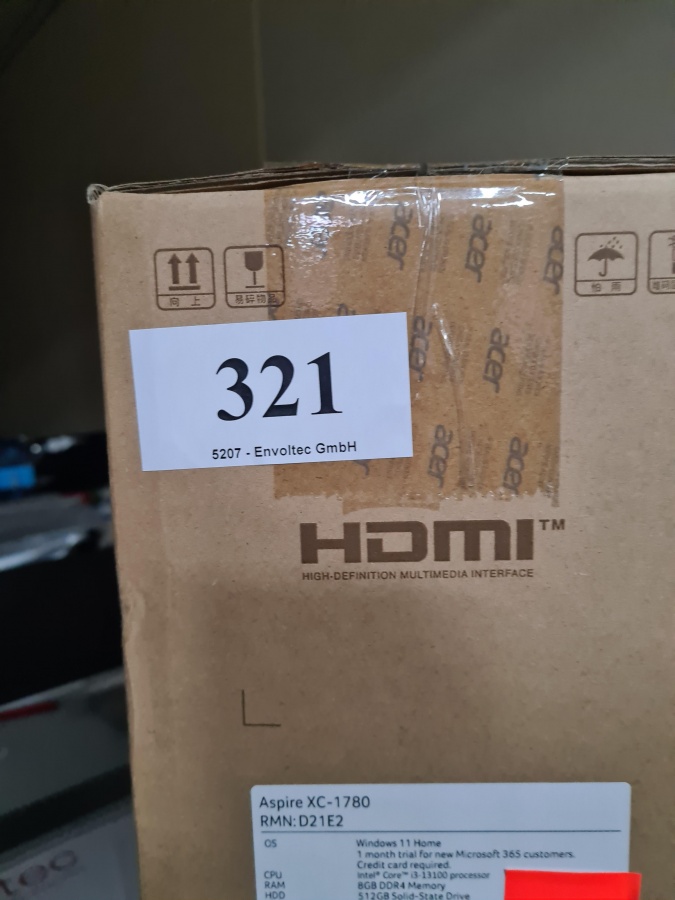 向 上
易碎物品
怕 雨
acer acer acer acer
321
acer acer
5207 - Envoltec GmbH
acer acer
HDMI™
HIGH-DEFINITION MULTIMEDIA INTERFACE
Aspire XC-1780
RMN: D21E2
OS Windows 11 Home
1 month trial for new Microsoft 365 customers.
Credit card required.
CPU Intel® Core™ i3-13100 processor
RAM 8GB DDR4 Memory
HDD 512GB Solid-State Drive